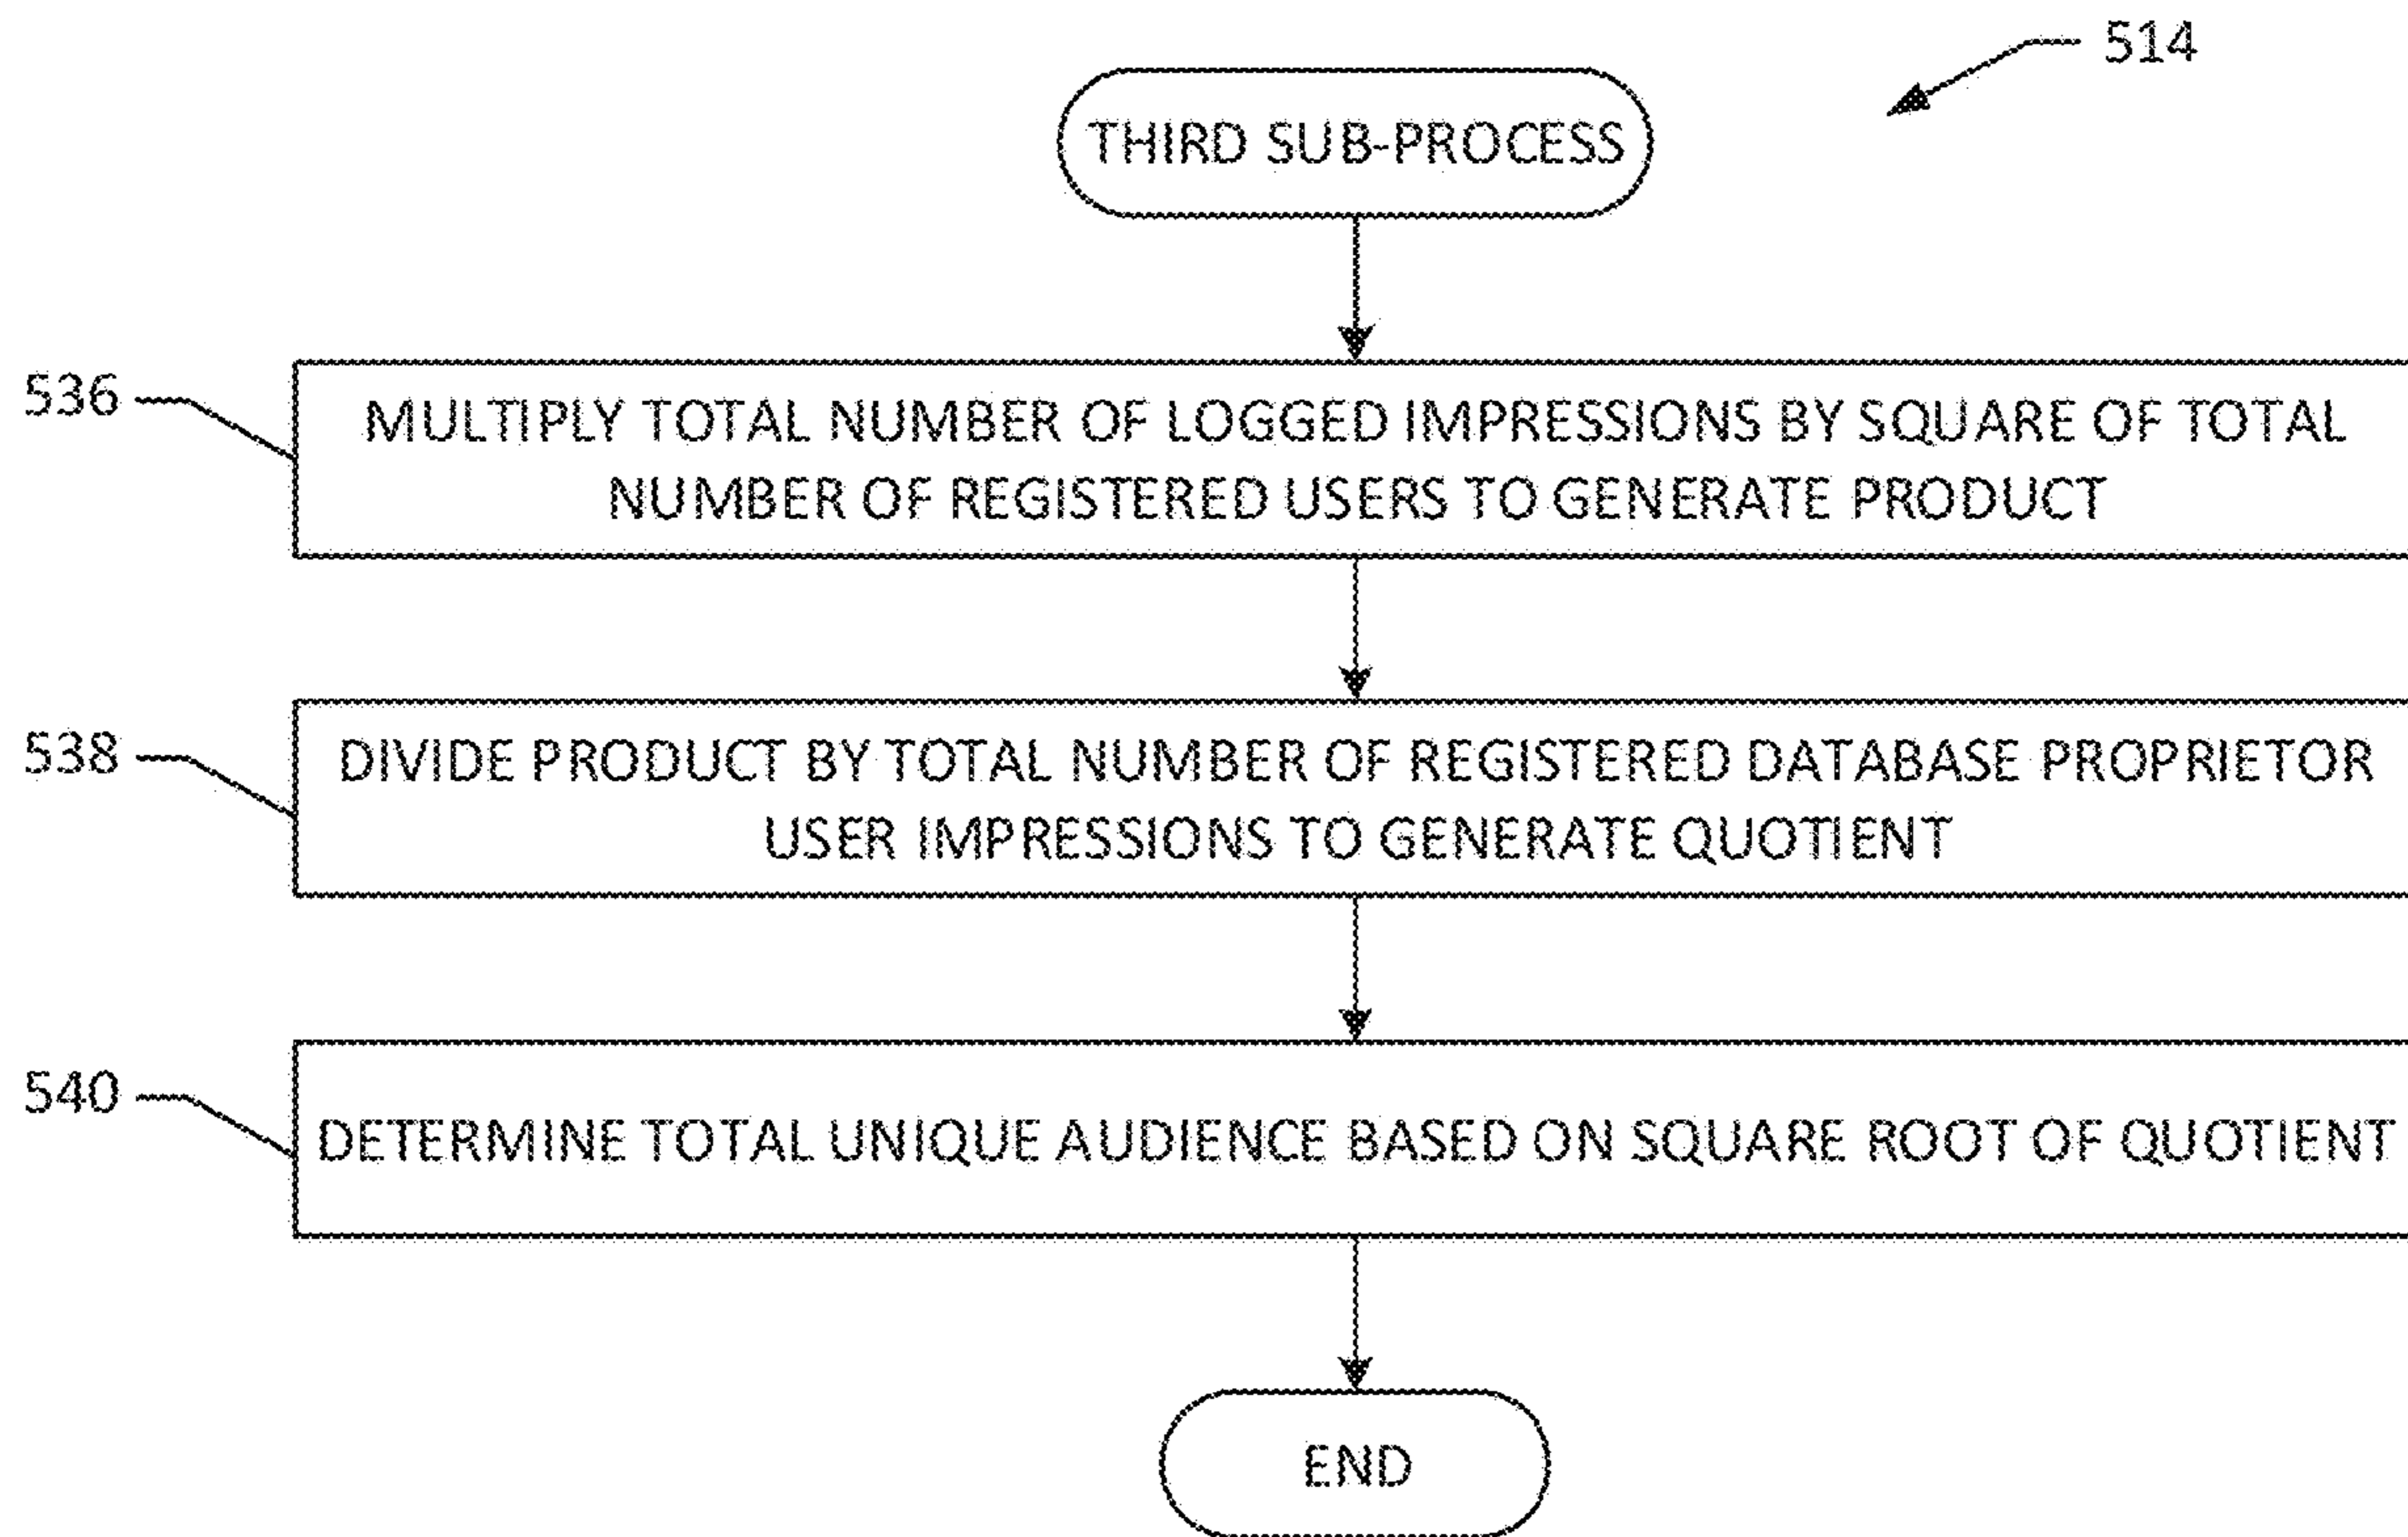 514
THIRD SUB-PROCESS
536
MULTIPLY TOTAL NUMBER OF LOGGED IMPRESSIONS BY SQUARE OF TOTAL
NUMBER OF REGISTERED USERS TO GENERATE PRODUCT
538
DIVIDE PRODUCT BY TOTAL NUMBER OF REGISTERED DATABASE PROPRIETOR
USER IMPRESSIONS TO GENERATE QUOTIENT
540
DETERMINE TOTAL UNIQUE AUDIENCE BASED ON SQUARE ROOT OF QUOTIENT
END